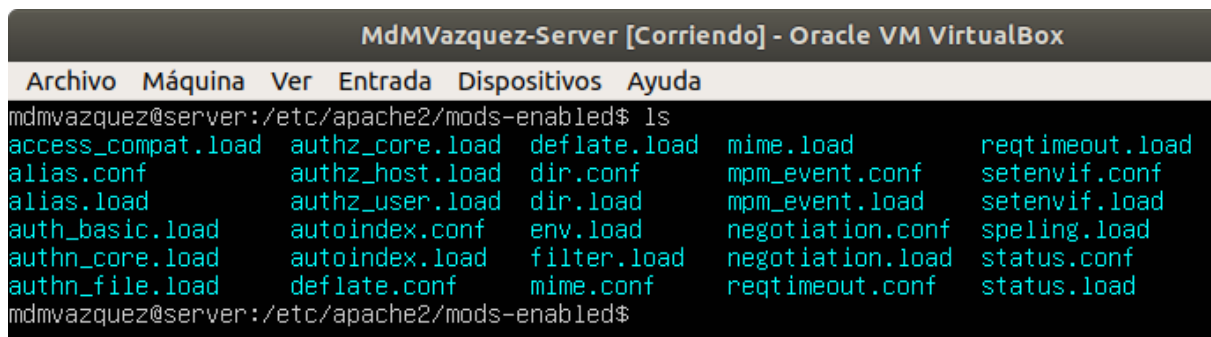 MdMVazquez-Server [Corriendo] - Oracle VM VirtualBox
Archivo Máquina Ver Entrada Dispositivos Ayuda
mdmvazquez@server:/etc/apache2/mods-enabled$ ls
access_compat.load authz_core.load deflate.load mime.load reqtimeout.load
alias.conf authz_host.load dir.conf mpm_event.conf setenvif.conf
alias.load authz_user.load dir.load mpm_event.load setenvif.load
auth_basic.load autoindex.conf env.load negotiation.conf speling.load
authn_core.load autoindex.load filter.load negotiation.load status.conf
authn_file.load deflate.conf mime.conf reqtimeout.conf status.load
mdmvazquez@server:/etc/apache2/mods-enabled$